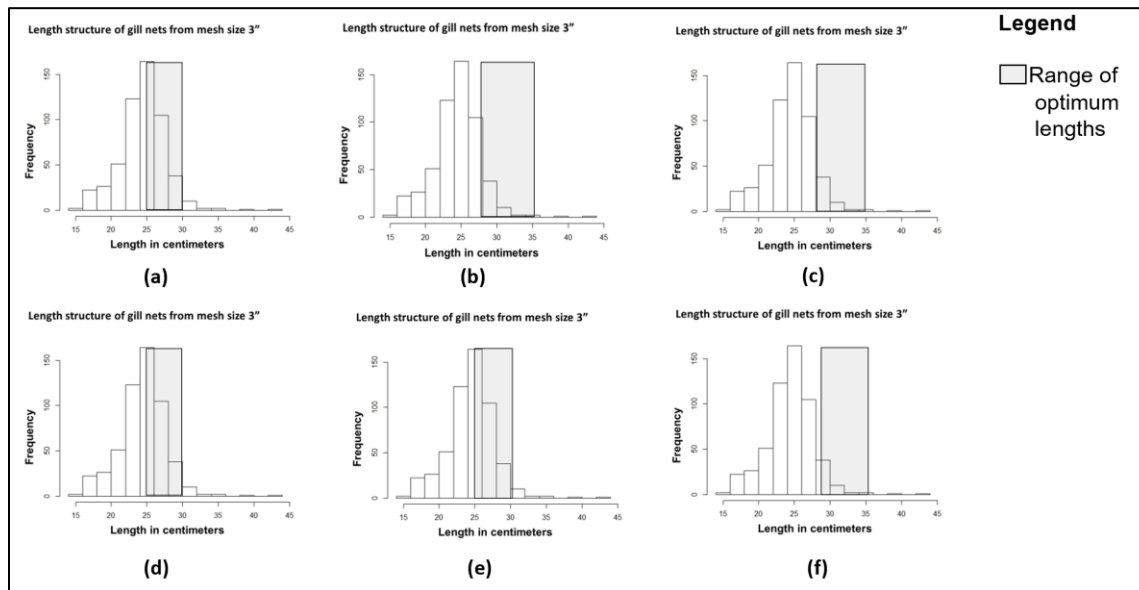 Length structure of gill nets from mesh size 3”
Length structure of gill nets from mesh size 3”
Length structure of gill nets from mesh size 3”
Legend
Range of
optimum
lengths
Frequency
0 50 100 150
15 20 25 30 35 40 45
Length in centimeters
(a)
Frequency
0 50 100 150
15 20 25 30 35 40 45
Length in centimeters
(b)
Frequency
0 50 100 150
15 20 25 30 35 40 45
Length in centimeters
(c)
Length structure of gill nets from mesh size 3”
Length structure of gill nets from mesh size 3”
Length structure of gill nets from mesh size 3”
Frequency
0 50 100 150
15 20 25 30 35 40 45
Length in centimeters
(d)
Frequency
0 50 100 150
15 20 25 30 35 40 45
Length in centimeters
(e)
Frequency
0 50 100 150
15 20 25 30 35 40 45
Length in centimeters
(f)